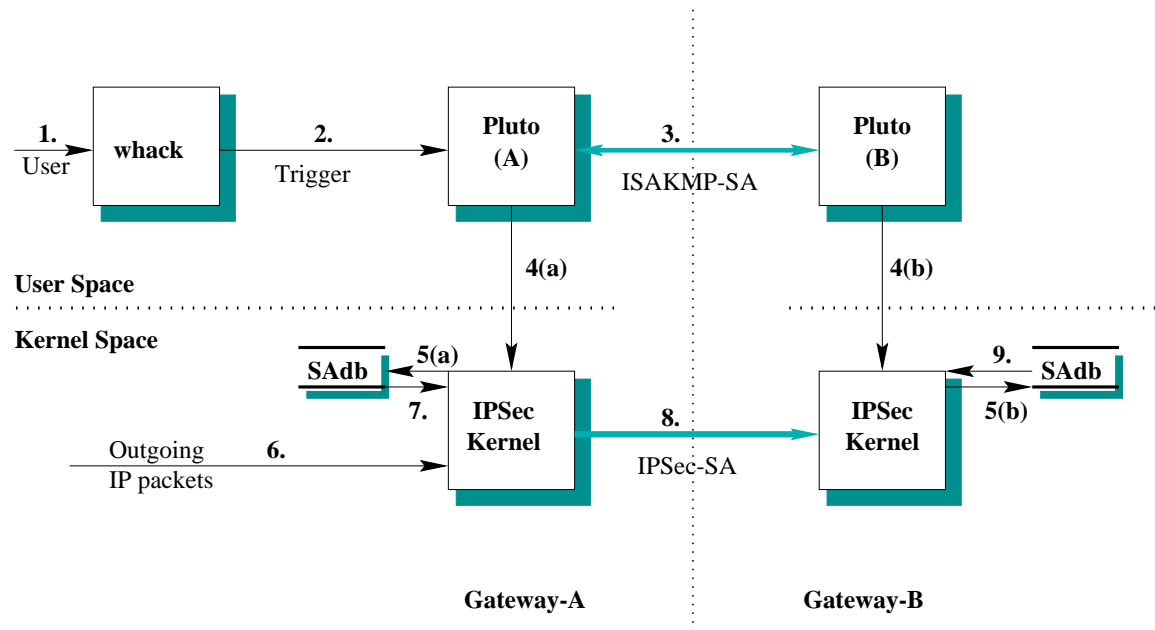 1.
User
whack
2.
Trigger
Pluto
(A)
3.
ISAKMP-SA
Pluto
(B)
4(a)
4(b)
User Space
Kernel Space
SAdb
5(a)
7.
IPSec
Kernel
8.
IPSec-SA
IPSec
Kernel
9.
SAdb
5(b)
Outgoing
IP packets
6.
Gateway-A
Gateway-B